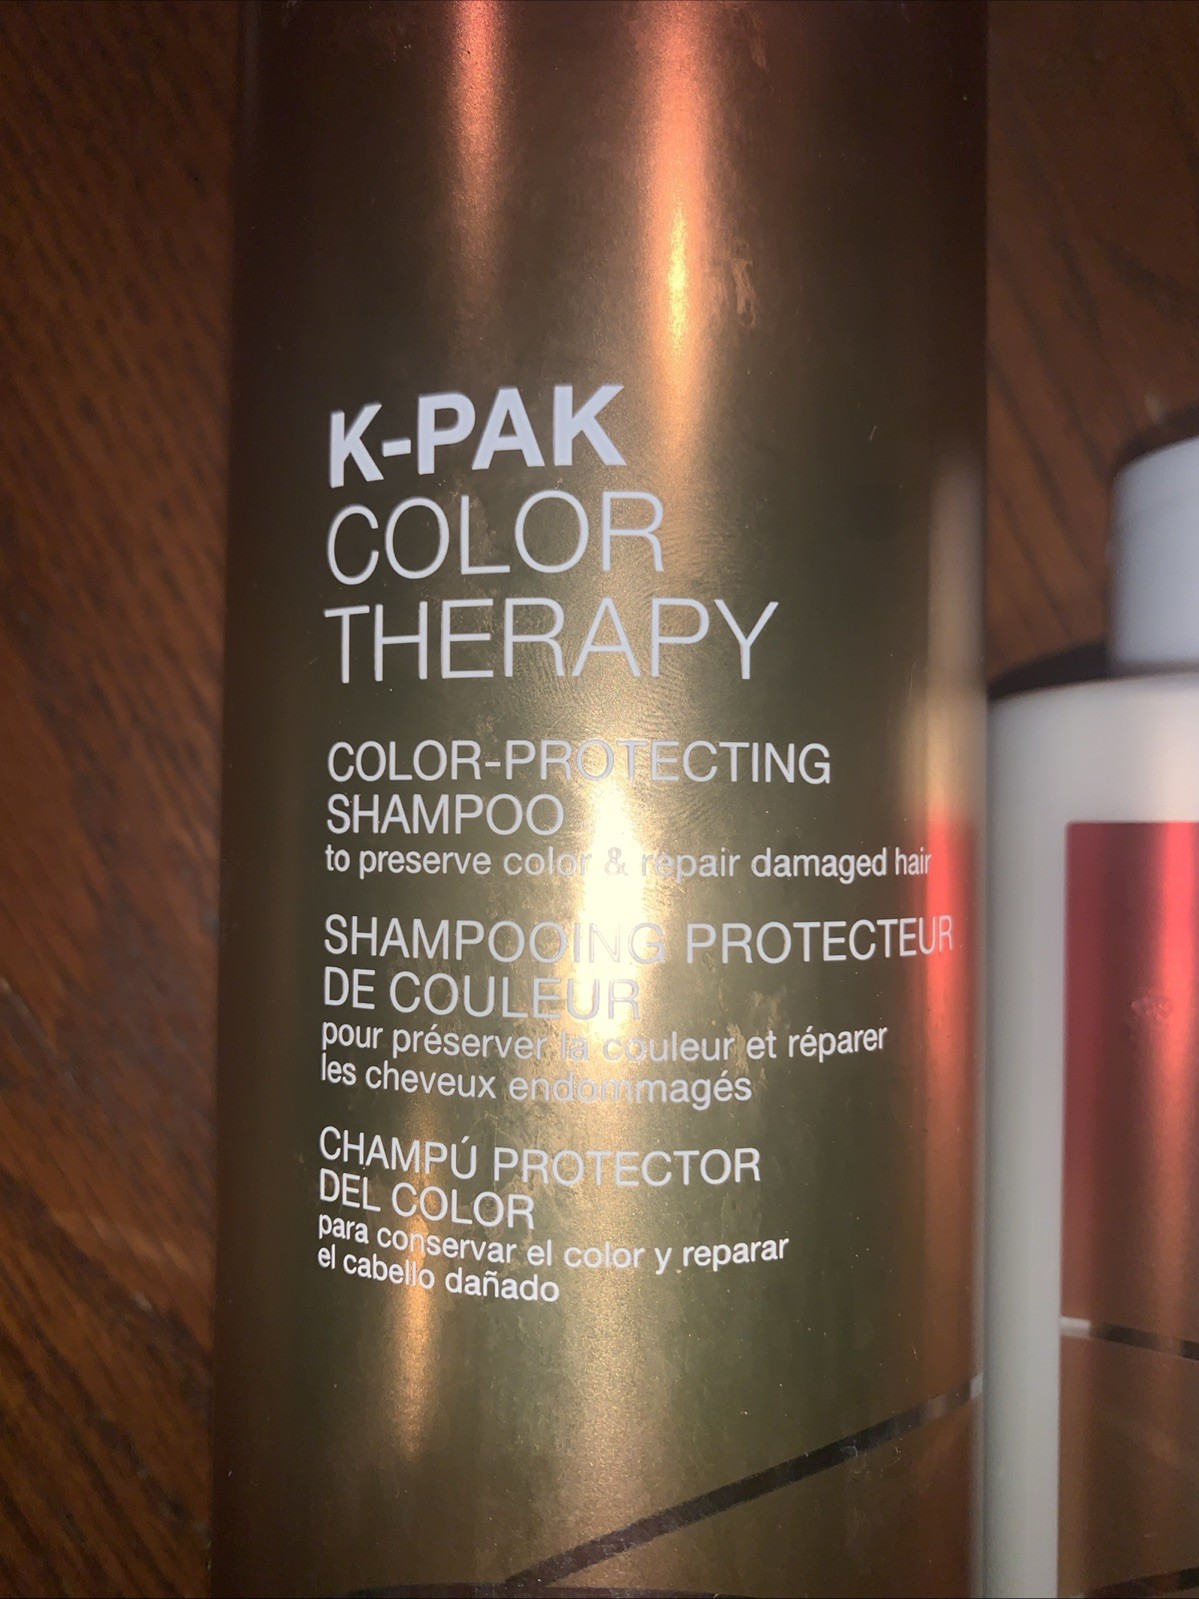 K-PAK
COLOR
THERAPY
COLOR-PROTECTING
SHAMPOO
to preserve color & repair damaged hair
SHAMPOOING PROTECTEUR
DE COULEUR
pour préserver la couleur et réparer
les cheveux endommagés
CHAMPÚ PROTECTOR
DEL COLOR
para conservar el color y reparar
el cabello dañado